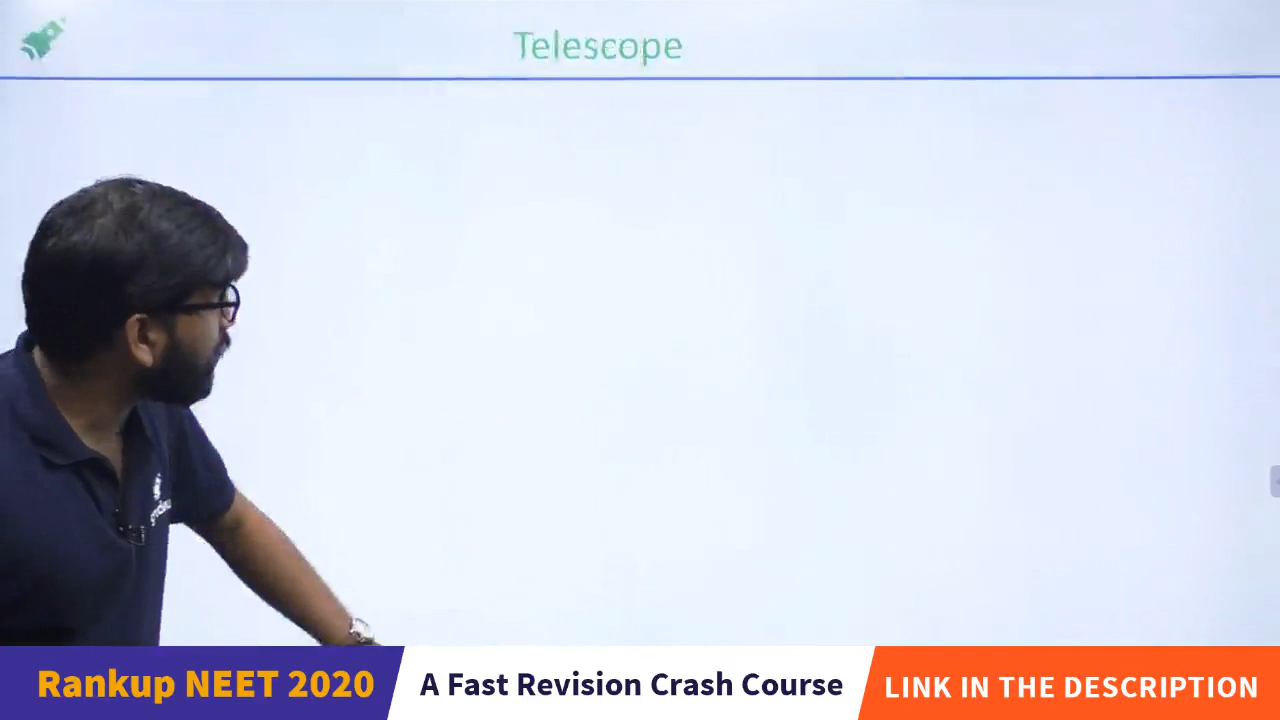 Telescope
Rankup NEET 2020
A Fast Revision Crash Course
LINK IN THE DESCRIPTION